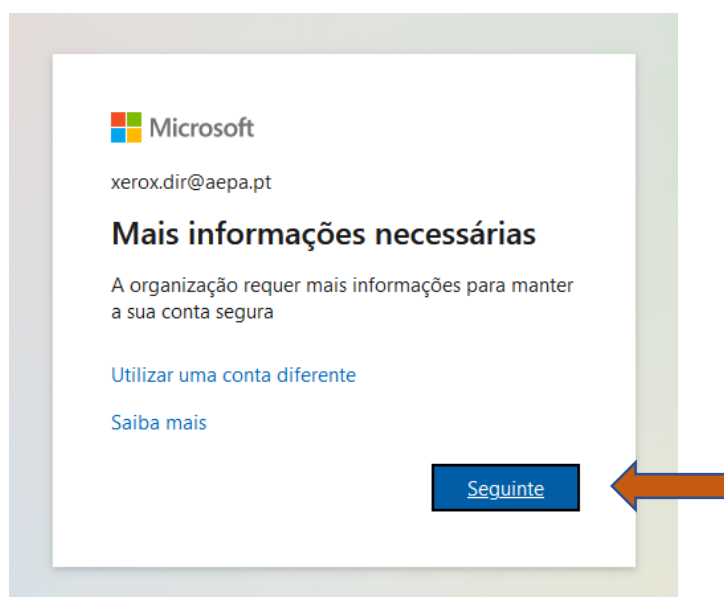 Microsoft
xerox.dir@aepa.pt
Mais informações necessárias
A organização requer mais informações para manter
a sua conta segura
Utilizar uma conta diferente
Saiba mais
Seguinte